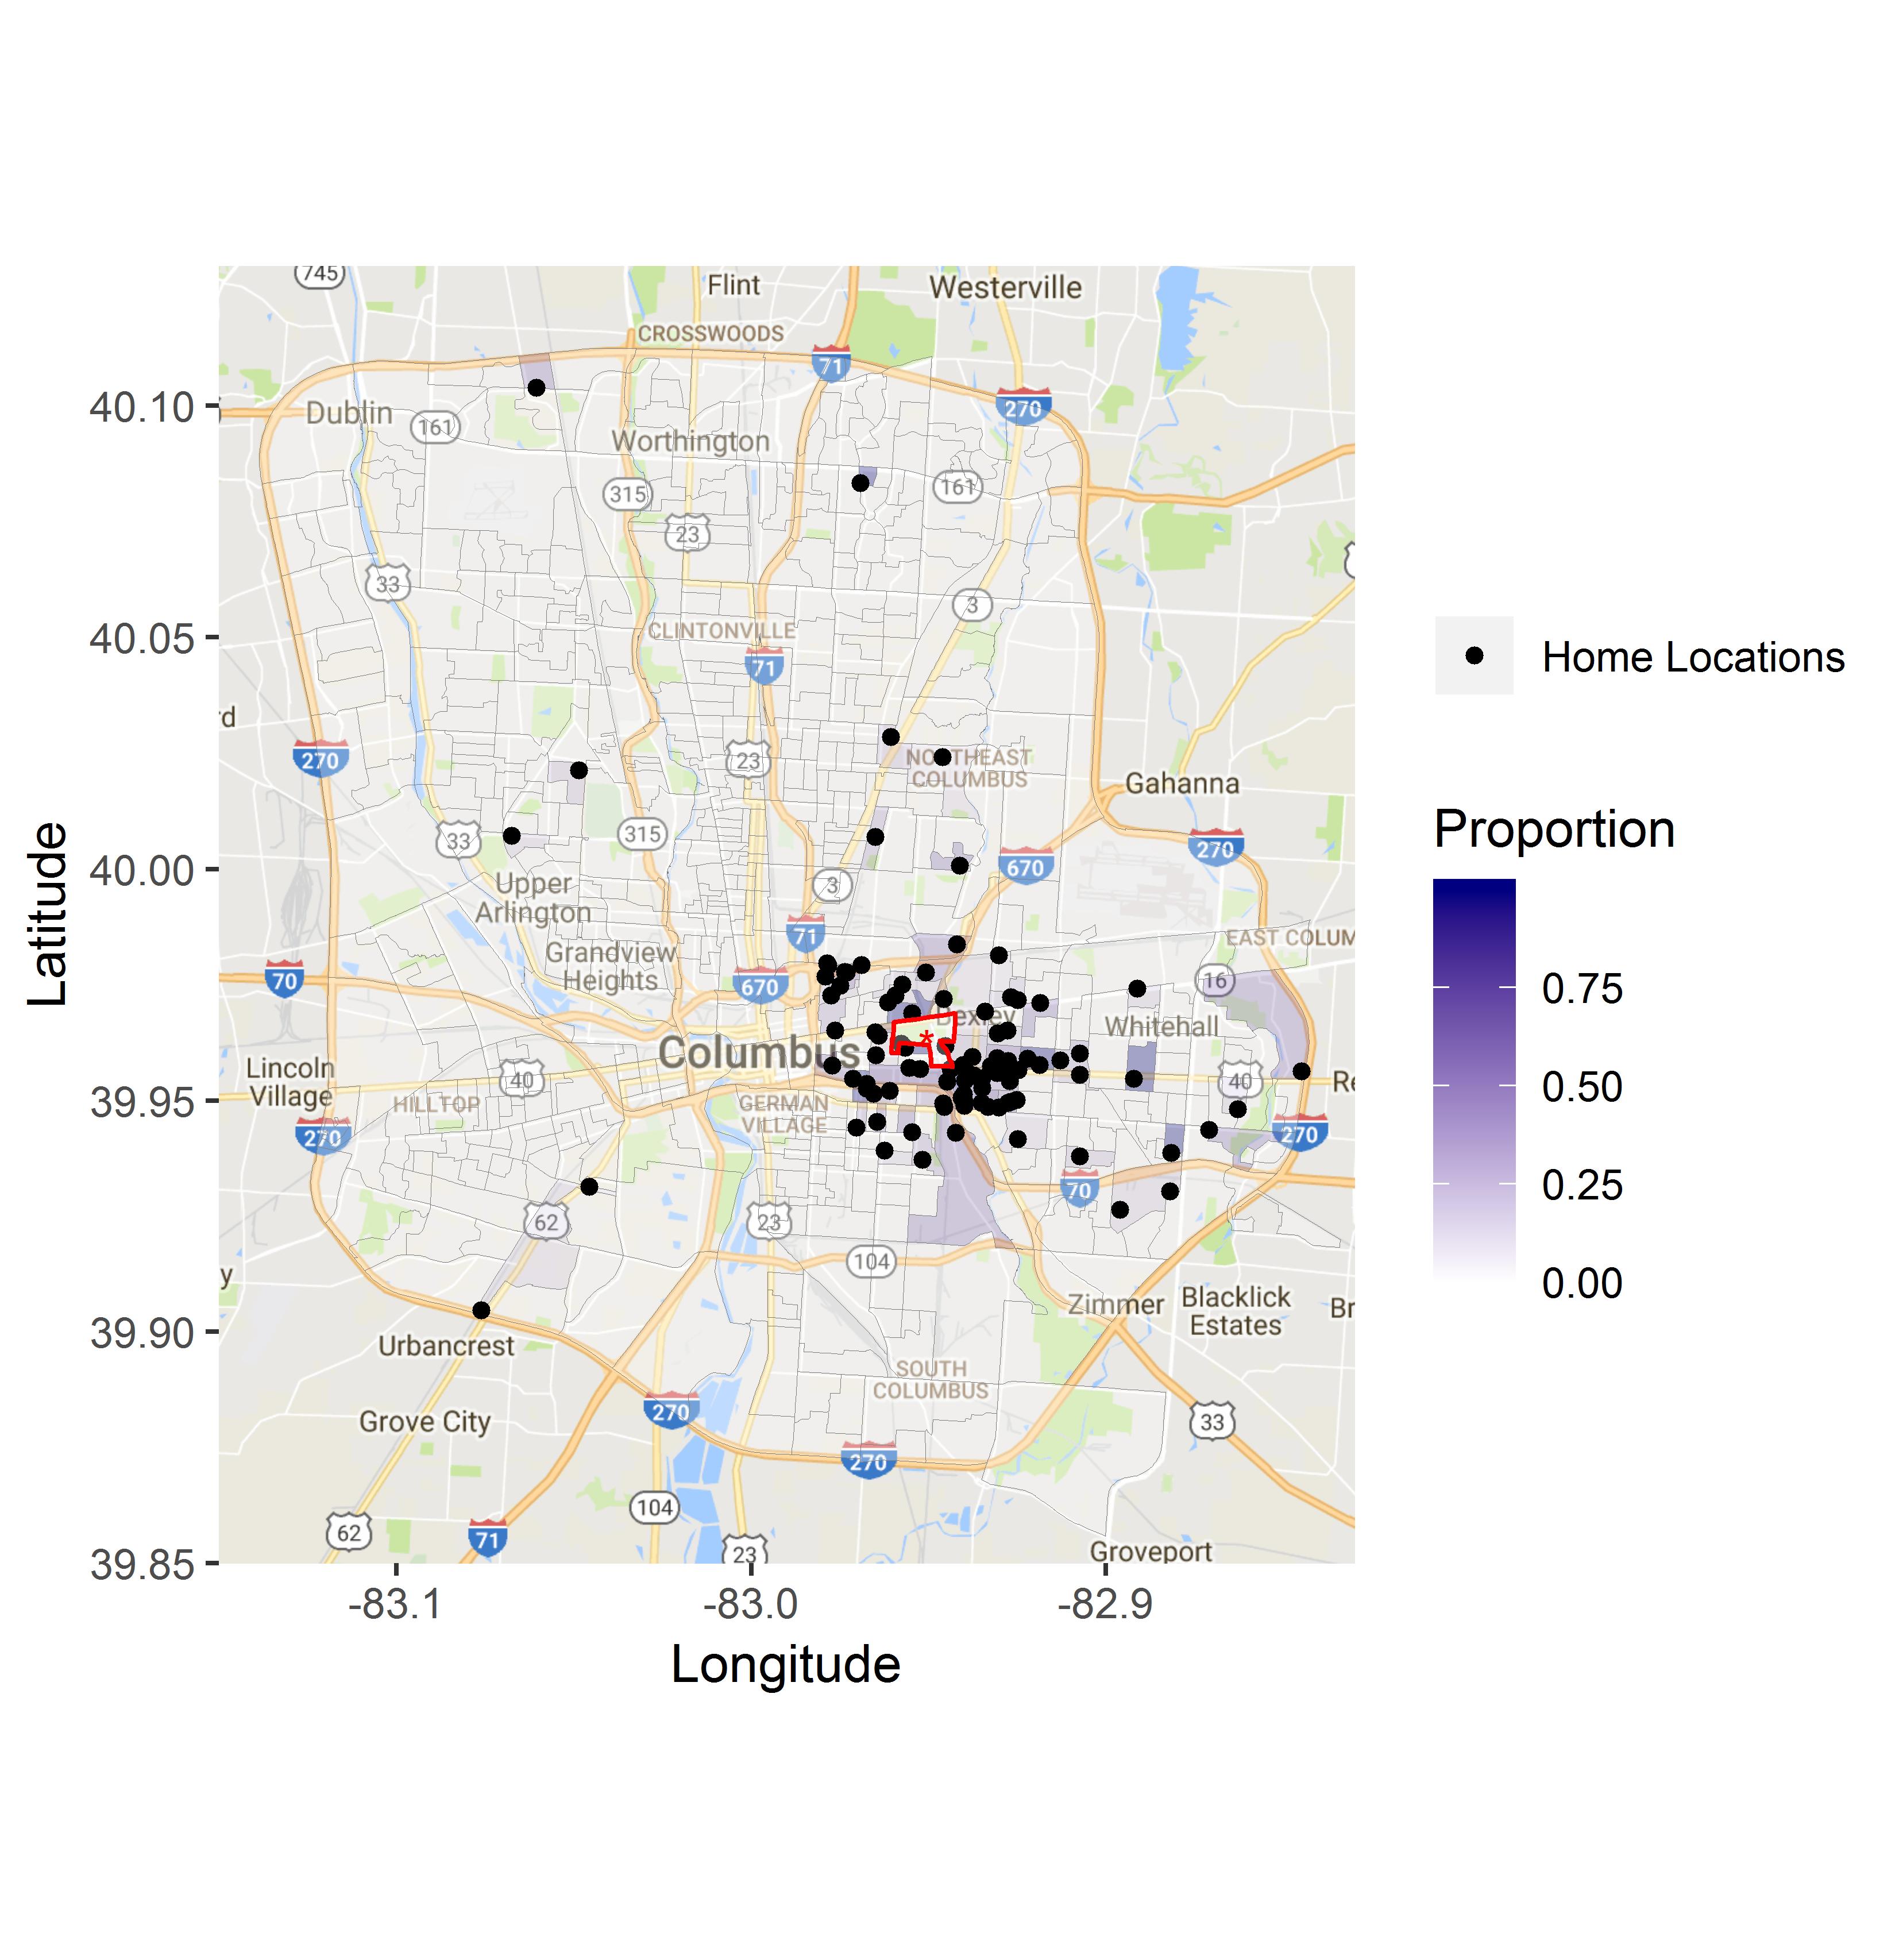 745
Flint
Westerville
CROSSWOODS
71
270
40.10
Dublin
161
Worthington
315
161
23
33
3
40.05
CLINTONVILLE
71
rd
270
23
NORTHEAST
COLUMBUS
Gahanna
33
315
270
40.00
670
3
Upper
Arlington
71
EAST COLUM
Grandview
Heights
70
670
16
Bexley
Whitehall
Columbus
*
Lincoln
Village
40
40
39.95
HILLTOP
GERMAN
VILLAGE
270
270
70
62
23
104
y
Zimmer
Blacklick
Estates
Br
Re
39.90
Urbancrest
SOUTH
COLUMBUS
Grove City
270
33
270
104
62
71
23
Groveport
39.85
-83.1
-83.0
-82.9
Longitude
Latitude
Home Locations
Proportion
0.75
0.50
0.25
0.00